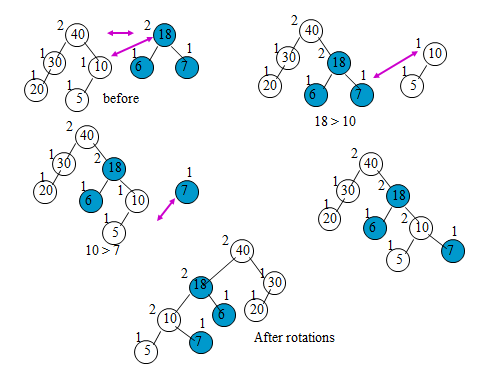 2 40 2 18
1 30 1 10 1 6 1 7
1 20 1 5
before
2 40
1 30 2 18 1 10
1 20 1 6 1 7 1 5
18 > 10
2 40
1 30 2 18
1 20 1 6 1 10 1 7
1 5
10 > 7
2 40
1 30 2 18
1 20 1 6 2 10
1 5 1 7
2 40
2 18 1 30
2 10 1 6 1 20
1 5 1 7
After rotations